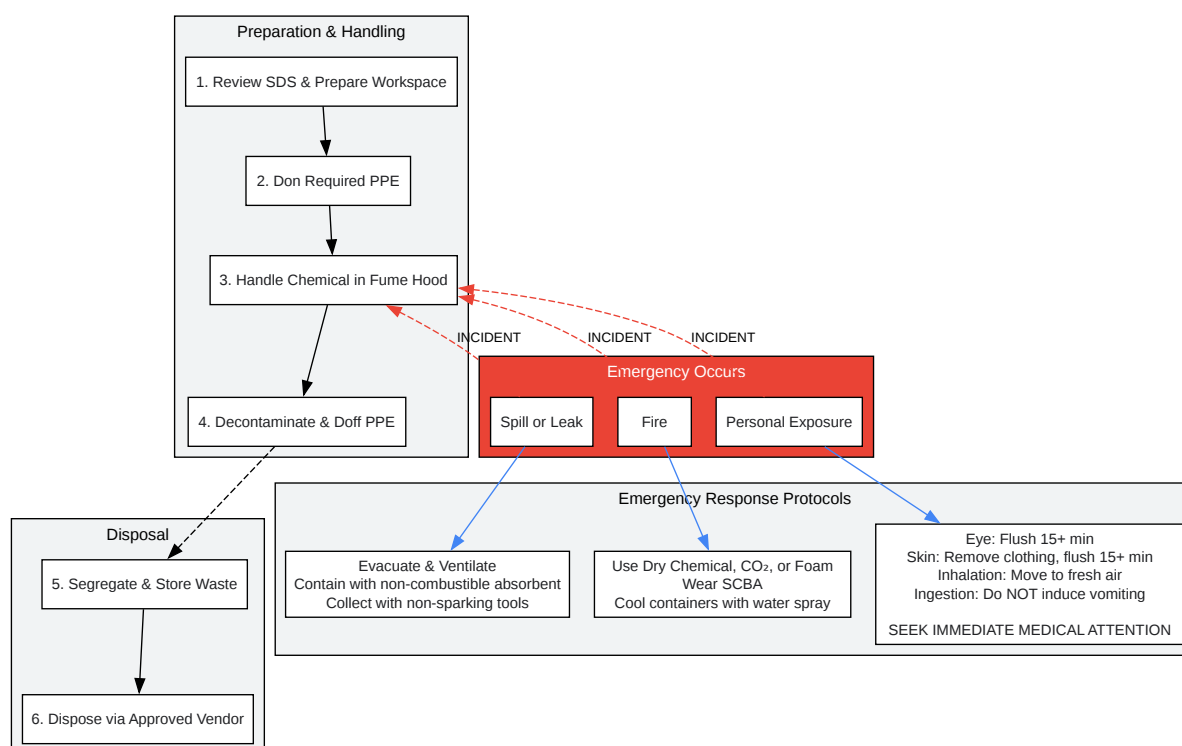 Preparation & Handling
1. Review SDS & Prepare Workspace
2. Don Required PPE
3. Handle Chemical in Fume Hood
INCIDENT
INCIDENT
INCIDENT
Emergency Occurs
4. Decontaminate & Doff PPE
Spill or Leak
Fire
Personal Exposure
Emergency Response Protocols
Evacuate & Ventilate
Contain with non-combustible absorbent
Collect with non-sparking tools
Use Dry Chemical, CO₂, or Foam
Wear SCBA
Cool containers with water spray
Eye: Flush 15+ min
Skin: Remove clothing, flush 15+ min
Inhalation: Move to fresh air
Ingestion: Do NOT induce vomiting
SEEK IMMEDIATE MEDICAL ATTENTION
Disposal
5. Segregate & Store Waste
6. Dispose via Approved Vendor